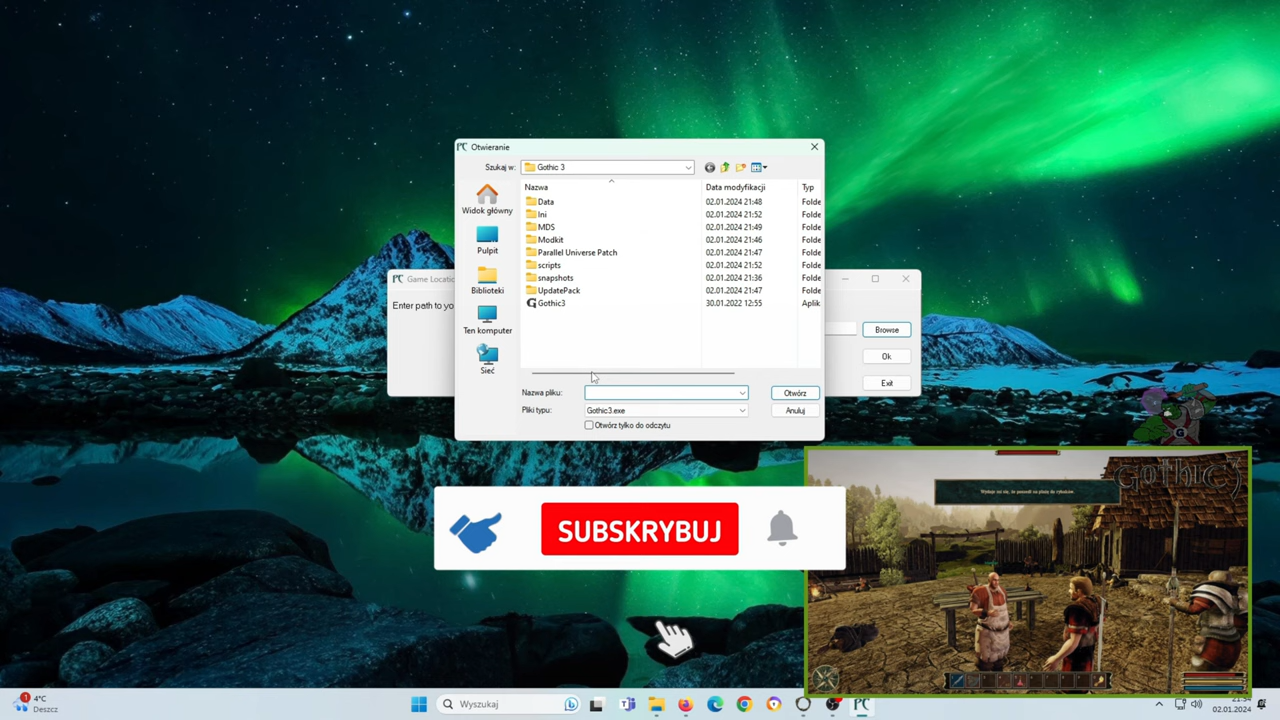 Otwieranie
Szukaj w:
Gothic 3
Nazwa
Data modyfikacji
Typ
Data
02.01.2024 21:48
Folde
Ini
02.01.2024 21:52
Folde
MDS
02.01.2024 21:49
Folde
Modkit
02.01.2024 21:46
Folde
Parallel Universe Patch
02.01.2024 21:47
Folde
scripts
02.01.2024 21:52
Folde
snapshots
02.01.2024 21:36
Folde
UpdatePack
02.01.2024 21:47
Folde
Gothic3
30.01.2022 12:55
Aplik
Widok główny
Pulpit
Biblioteki
Ten komputer
Sieć
Nazwa pliku:
Otwórz
Pliki typu:
Gothic3.exe
Anuluj
Otwórz tylko do odczytu
PC Game Locatio
Enter path to yo
Browse
Ok
Exit
SUBSKRYBUJ
GOTHIC 3
1
4°C
Deszcz
Wyszukaj
PC
02.01.2024